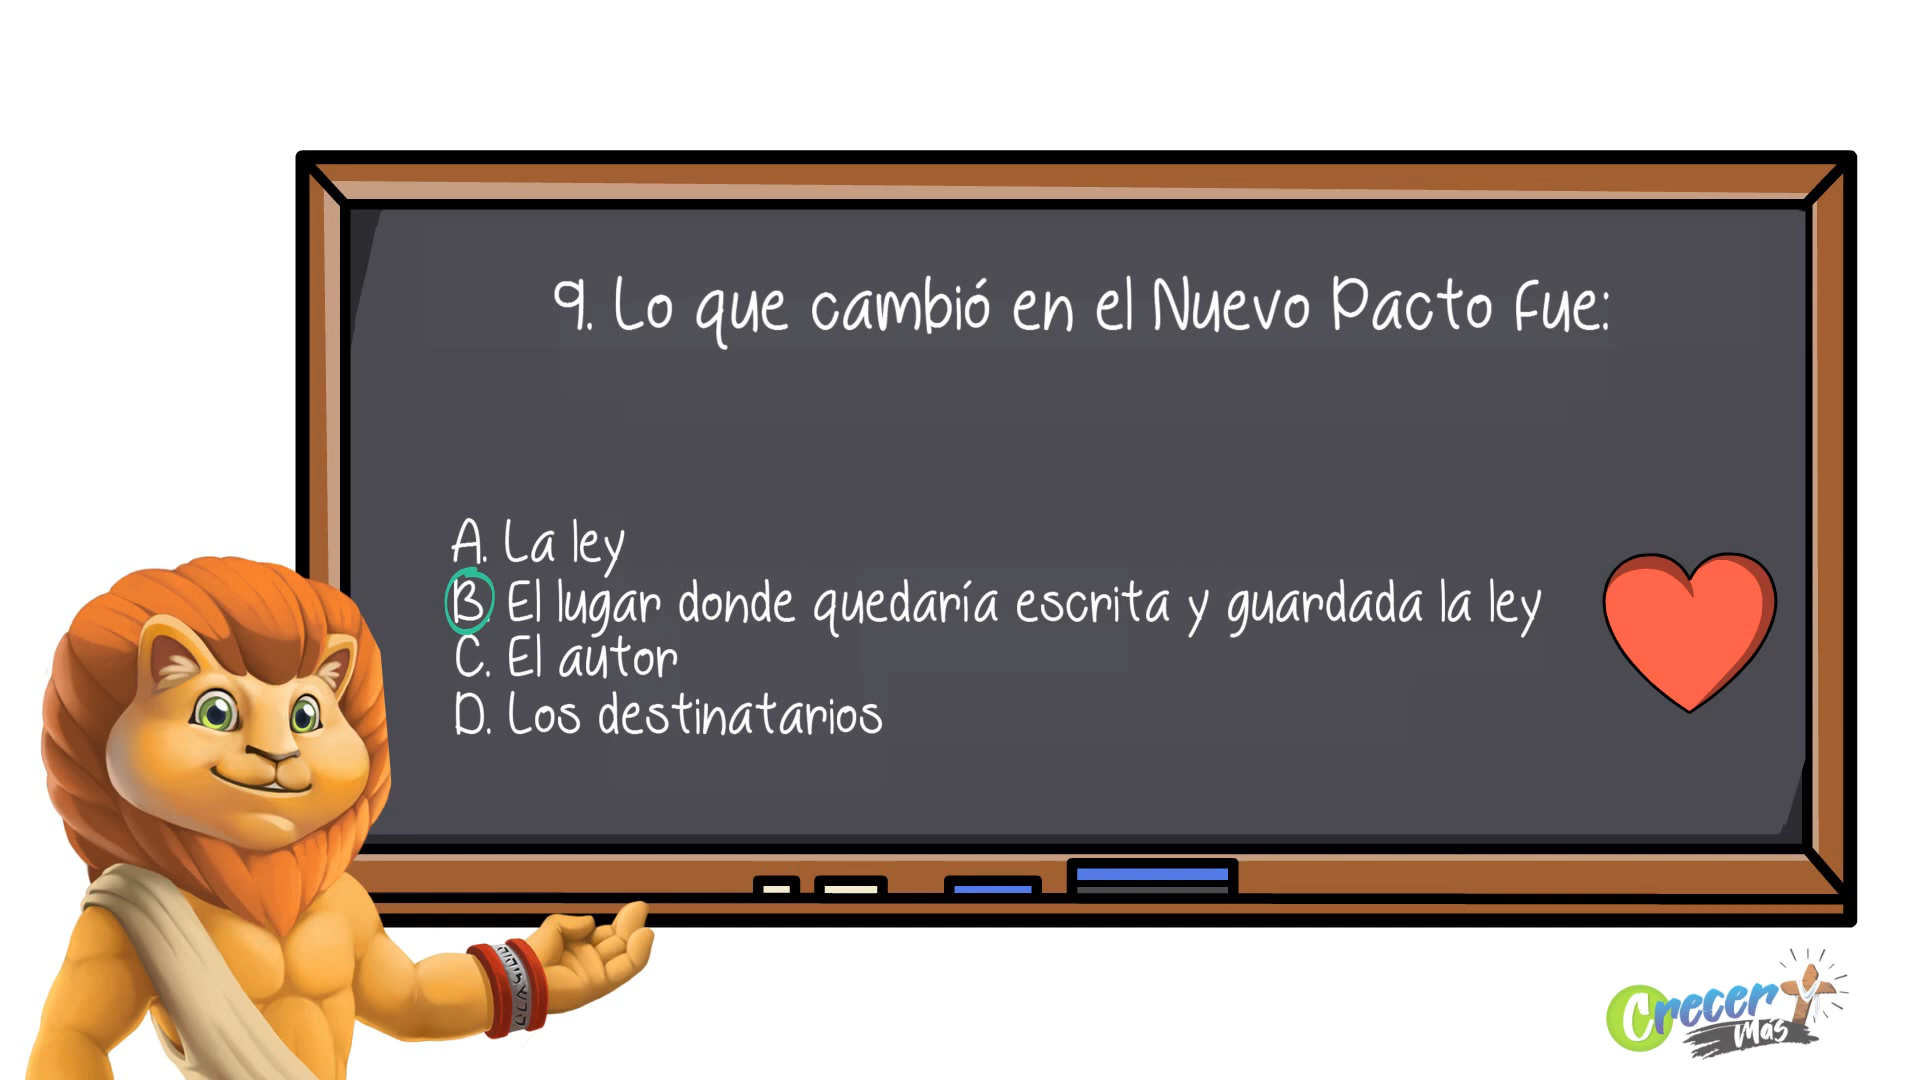 9. Lo que cambió en el Nuevo Pacto fue:
A. La ley
B. El lugar donde quedaría escrita y guardada la ley
C. El autor
D. Los destinatarios
Crecer Y
Más